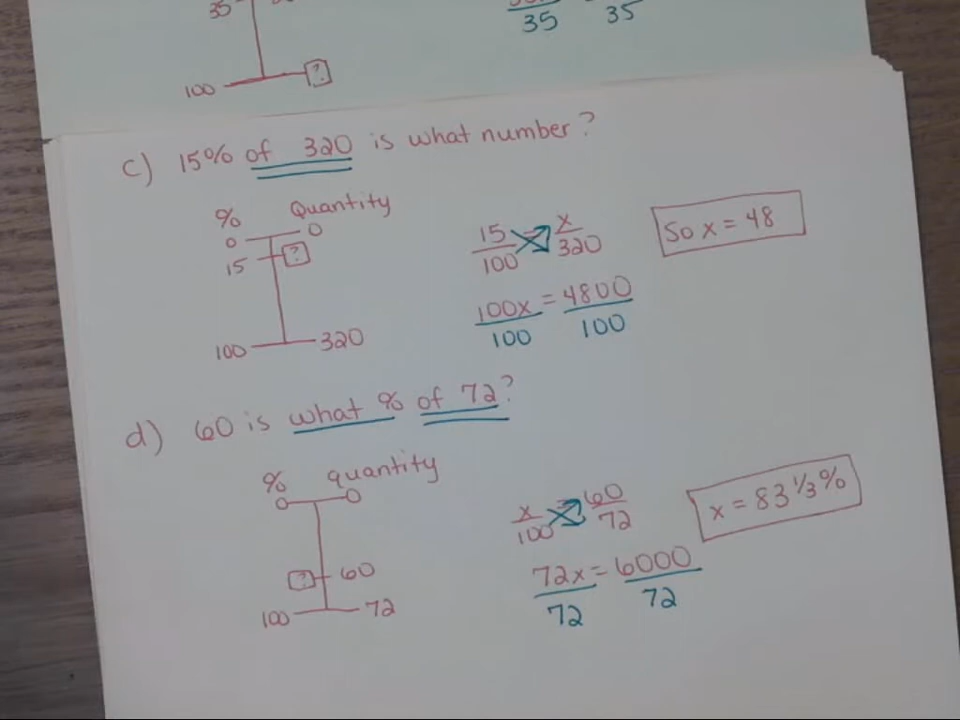 35
35
35
100 ?
c) 15% of 320 is what number?
% Quantity
0 0
15 ?
100 320
15/100 = x/320
100x = 4800
100 100
So x = 48
d) 60 is what % of 72?
% quantity
0 0
? 60
100 72
x/100 = 60/72
72x = 6000
72 72
x = 83 1/3 %